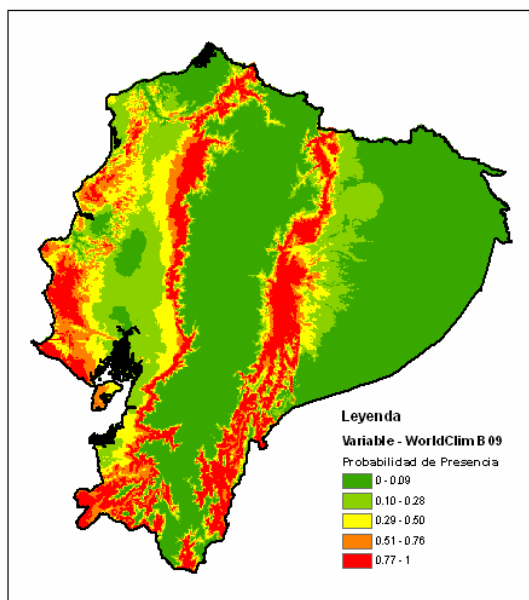 Leyenda
Variable - WorldClim B 09
Probabilidad de Presencia
0 - 0.09
0.10 - 0.28
0.29 - 0.50
0.51 - 0.76
0.77 - 1